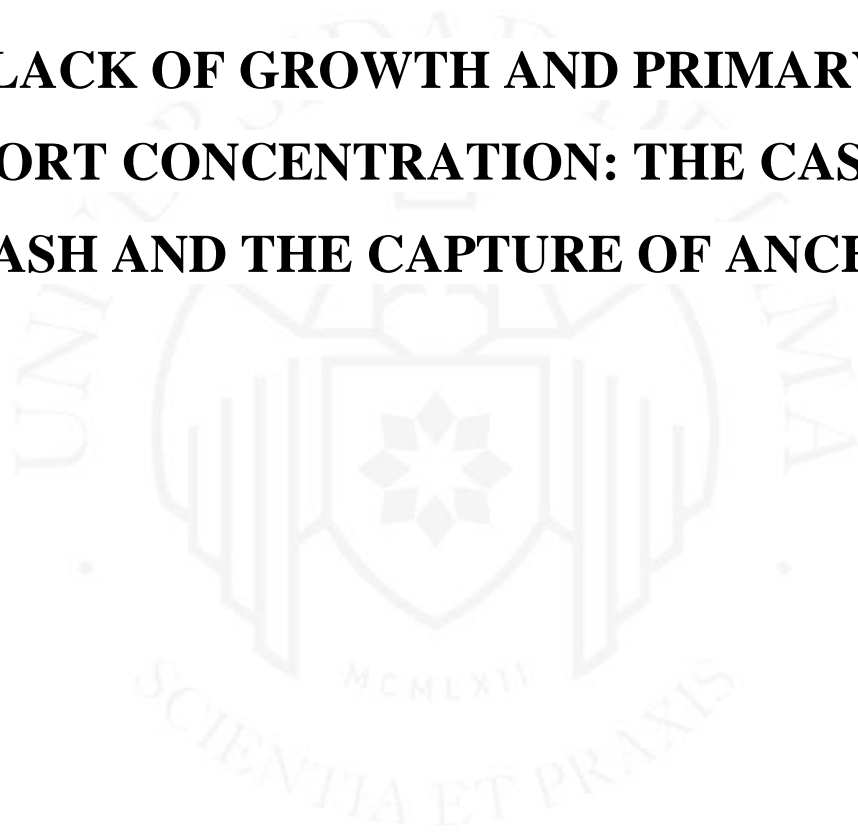 LACK OF GROWTH AND PRIMARY
ORT CONCENTRATION: THE CAS
ASH AND THE CAPTURE OF ANCH
MCMLXII
SCIENTIA ET PRAXIS